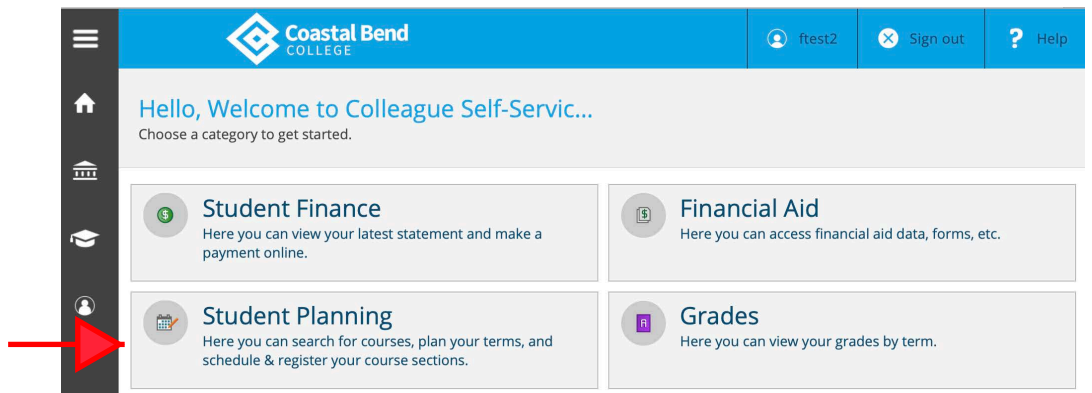 Coastal Bend
COLLEGE
ftest2
Sign out
? Help
Hello, Welcome to Colleague Self-Servic...
Choose a category to get started.
Student Finance
Here you can view your latest statement and make a
payment online.
Financial Aid
Here you can access financial aid data, forms, etc.
Student Planning
Here you can search for courses, plan your terms, and
schedule & register your course sections.
Grades
Here you can view your grades by term.